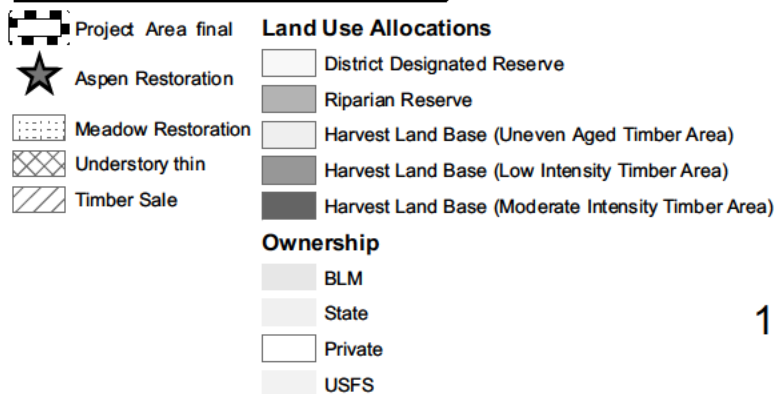 Project Area final
Aspen Restoration
Meadow Restoration
Understory thin
Timber Sale
Land Use Allocations
District Designated Reserve
Riparian Reserve
Harvest Land Base (Uneven Aged Timber Area)
Harvest Land Base (Low Intensity Timber Area)
Harvest Land Base (Moderate Intensity Timber Area)
Ownership
BLM
State
Private
USFS
1